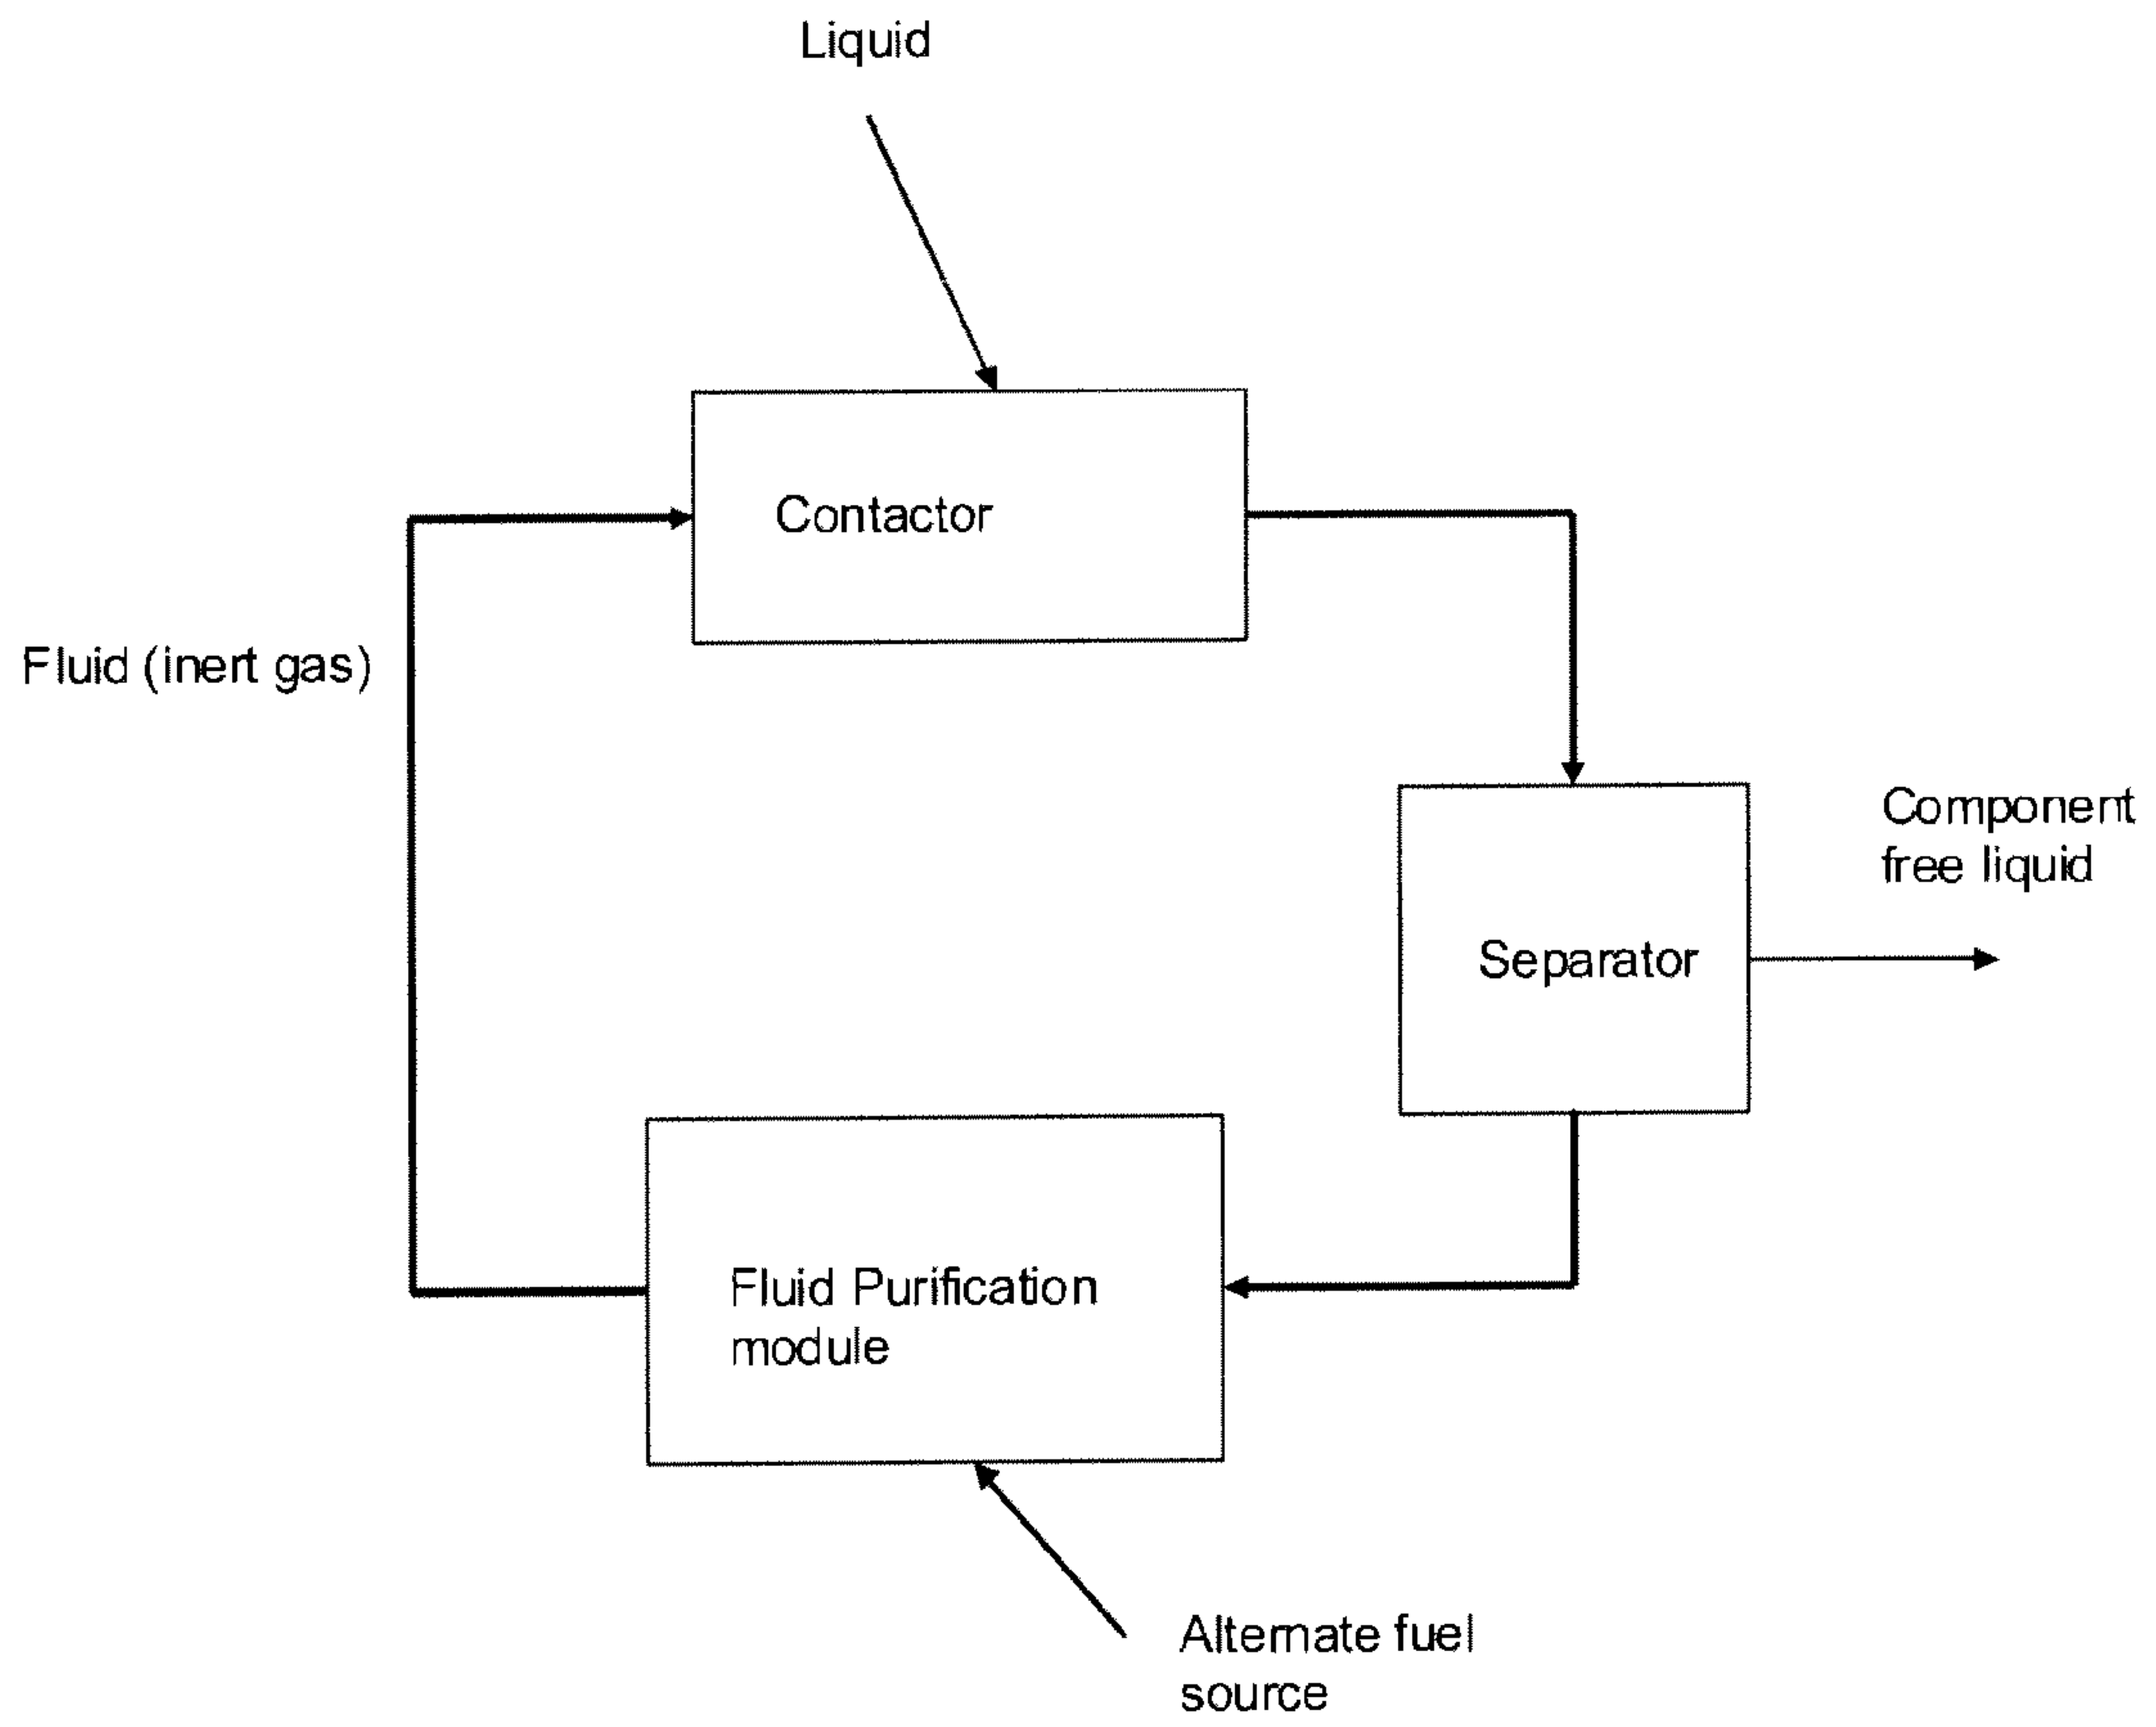 Liquid
Contactor
Fluid (inert gas)
Component
free liquid
Separator
Fluid Purification
module
Alternate fuel
source